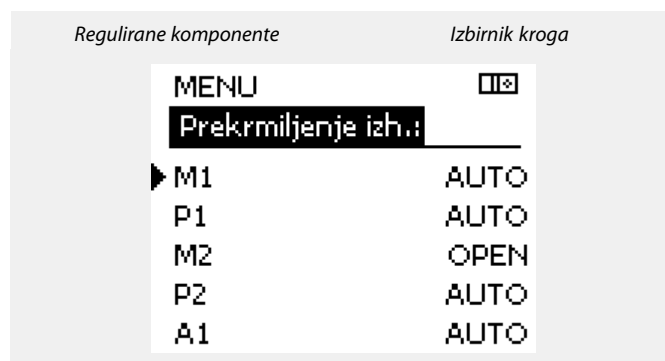 Regulirane komponente Izbirnik kroga
MENU
Prekrmiljenje izh.:
M1 AUTO
P1 AUTO
M2 OPEN
P2 AUTO
A1 AUTO